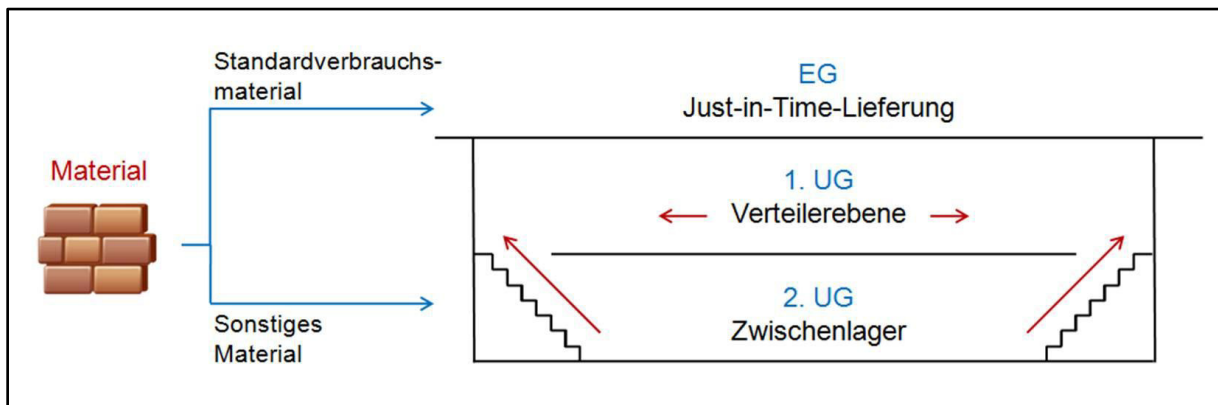 Standardverbrauchs-
material
EG
Just-in-Time-Lieferung
Material
1. UG
Verteilerebene
2. UG
Zwischenlager
Sonstiges
Material